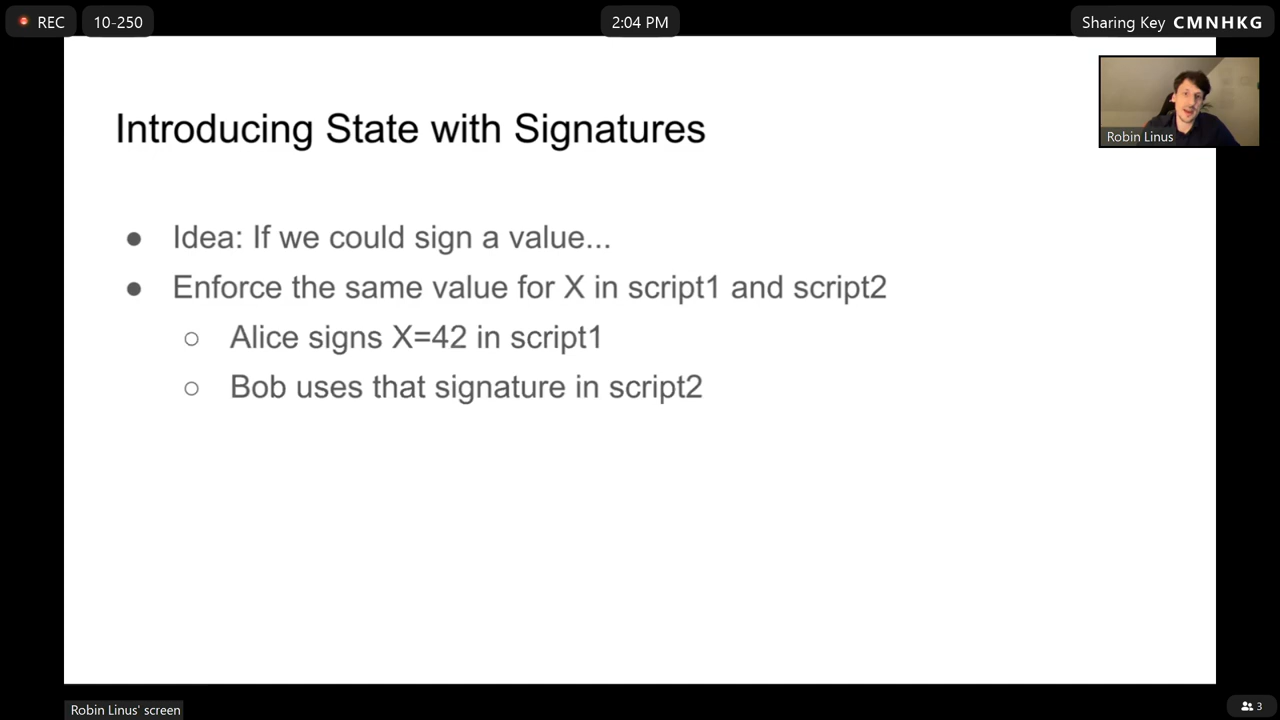 REC
10-250
2:04 PM
Sharing Key CMNHKG
Introducing State with Signatures
Robin Linus
● Idea: If we could sign a value...
● Enforce the same value for X in script1 and script2
○ Alice signs X=42 in script1
○ Bob uses that signature in script2
Robin Linus' screen
3